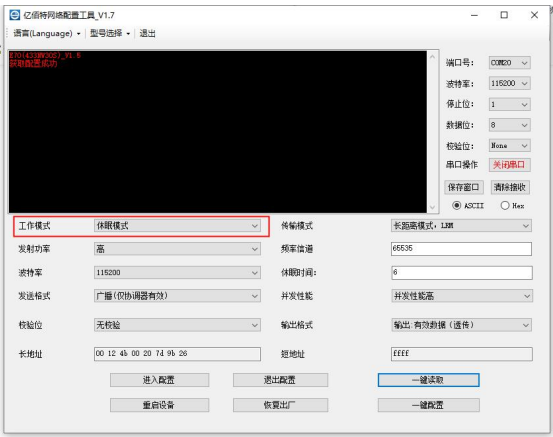 亿佰特网络配置工具_V1.7
语言(Language) 型号选择 退出
E70(433NW30S)_V1.5
获取配置成功
端口号: COM20
波特率: 115200
停止位: 1
数据位: 8
校验位: None
串口操作 关闭串口
保存窗口 清除接收
ASCII Hex
工作模式 休眠模式 传输模式 长距离模式，LRM
发射功率 高 频率信道 65535
波特率 115200 休眠时间: 6
发送格式 广播(仅协调器有效) 并发性能 并发性能高
校验位 无校验 输出格式 输出:有效数据(透传)
长地址 00 12 4b 00 20 7d 9b 26 短地址 ffff
进入配置 退出配置 一键读取
重启设备 恢复出厂 一键配置